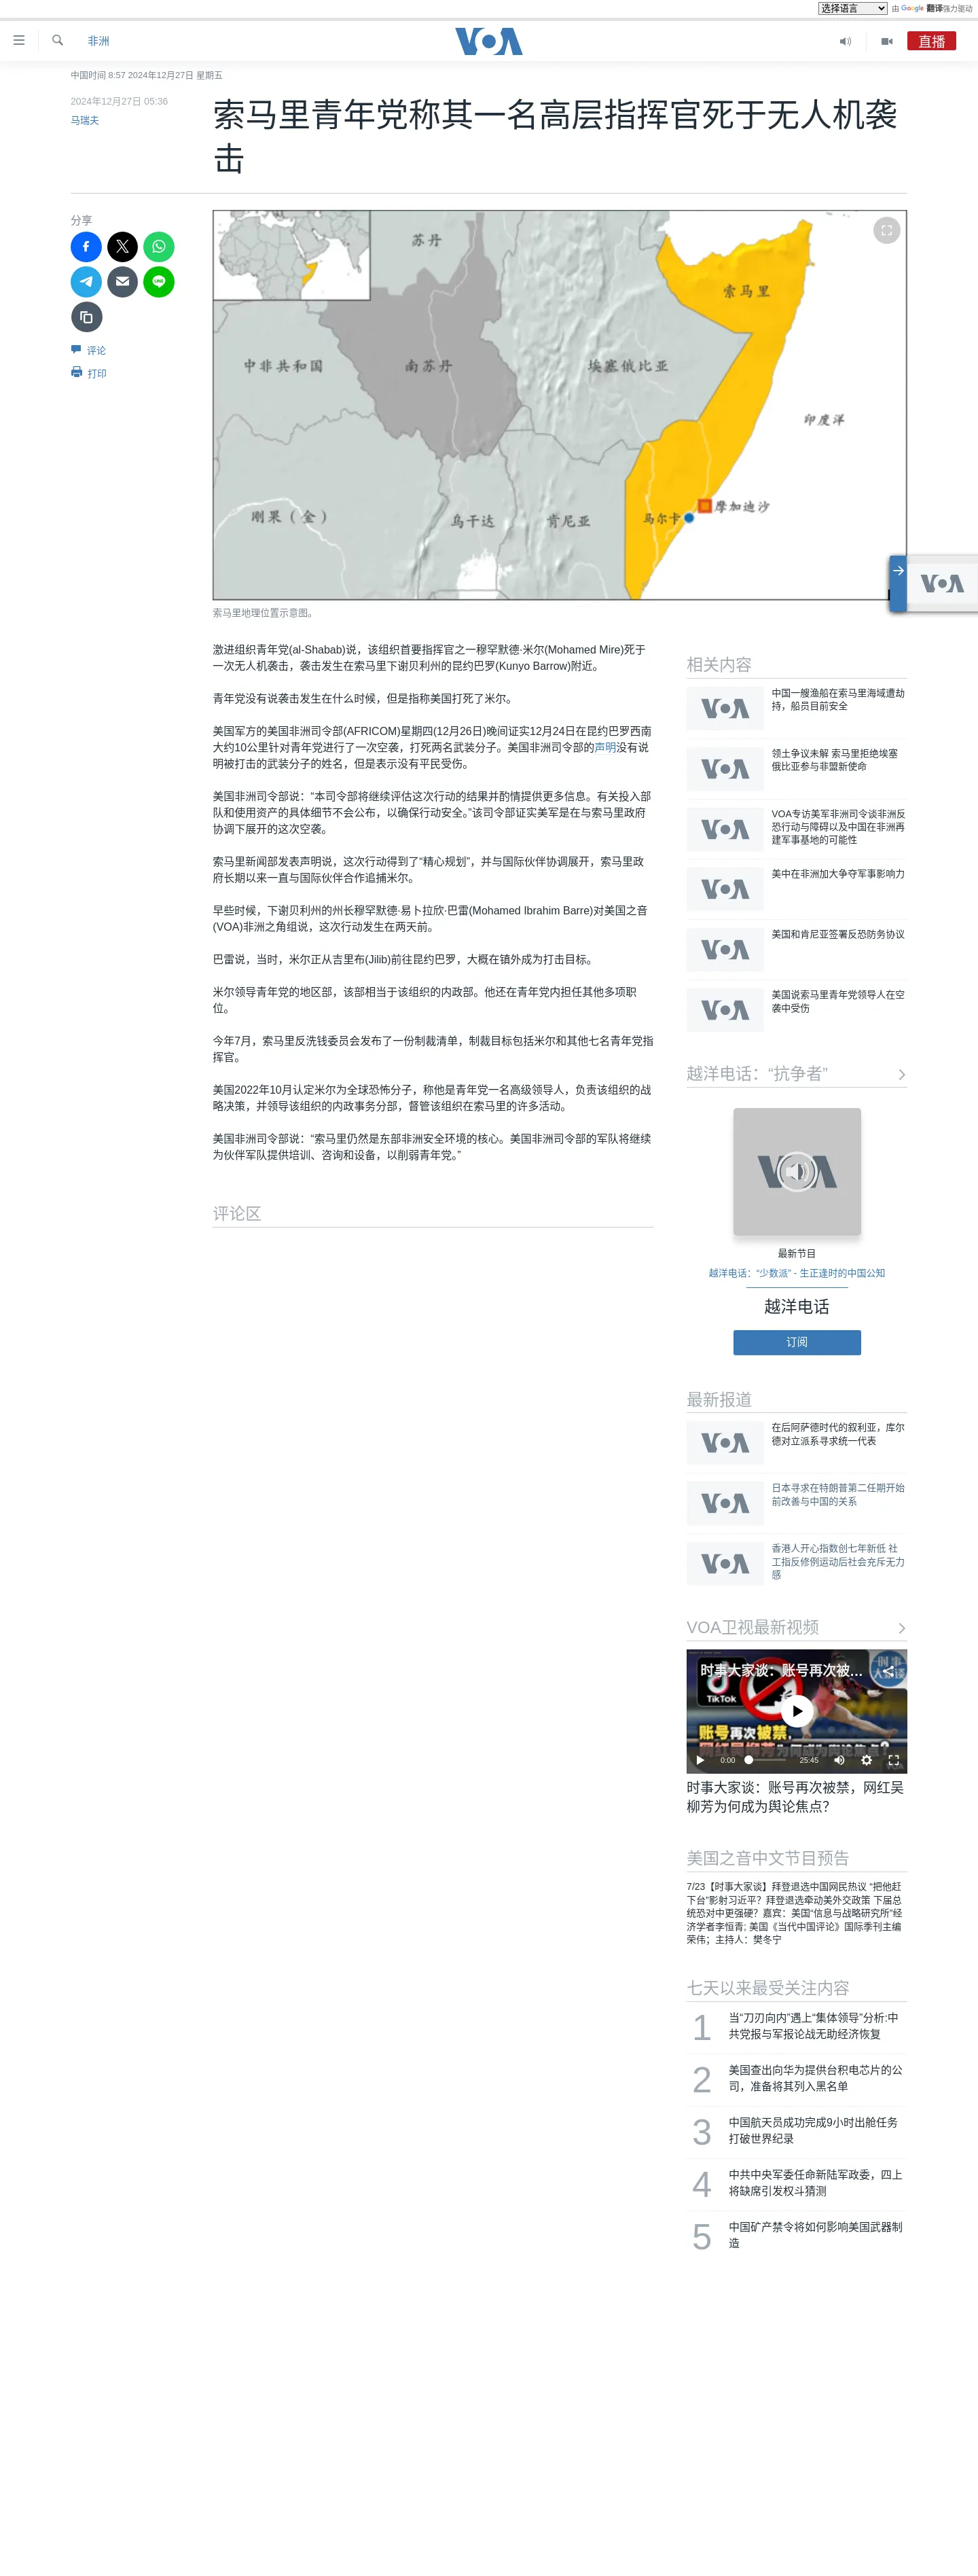 选择语言 由 Google 翻译强力驱动
非洲
VOA
直播
中国时间 8:57 2024年12月27日 星期五
2024年12月27日 05:36
马瑞夫
索马里青年党称其一名高层指挥官死于无人机袭
击
分享
LINE
评论
打印
苏丹
索马里
中非共和国
南苏丹
埃塞俄比亚
印度洋
刚果（金）
乌干达
肯尼亚
马尔卡
摩加迪沙
索马里地理位置示意图。
VOA
激进组织青年党(al-Shabab)说，该组织首要指挥官之一穆罕默德·米尔(Mohamed Mire)死于
一次无人机袭击，袭击发生在索马里下谢贝利州的昆约巴罗(Kunyo Barrow)附近。
青年党没有说袭击发生在什么时候，但是指称美国打死了米尔。
美国军方的美国非洲司令部(AFRICOM)星期四(12月26日)晚间证实12月24日在昆约巴罗西南
大约10公里针对青年党进行了一次空袭，打死两名武装分子。美国非洲司令部的声明没有说
明被打击的武装分子的姓名，但是表示没有平民受伤。
美国非洲司令部说：“本司令部将继续评估这次行动的结果并酌情提供更多信息。有关投入部
队和使用资产的具体细节不会公布，以确保行动安全。”该司令部证实美军是在与索马里政府
协调下展开的这次空袭。
索马里新闻部发表声明说，这次行动得到了“精心规划”，并与国际伙伴协调展开，索马里政
府长期以来一直与国际伙伴合作追捕米尔。
早些时候，下谢贝利州的州长穆罕默德·易卜拉欣·巴雷(Mohamed Ibrahim Barre)对美国之音
(VOA)非洲之角组说，这次行动发生在两天前。
巴雷说，当时，米尔正从吉里布(Jilib)前往昆约巴罗，大概在镇外成为打击目标。
米尔领导青年党的地区部，该部相当于该组织的内政部。他还在青年党内担任其他多项职
位。
今年7月，索马里反洗钱委员会发布了一份制裁清单，制裁目标包括米尔和其他七名青年党指
挥官。
美国2022年10月认定米尔为全球恐怖分子，称他是青年党一名高级领导人，负责该组织的战
略决策，并领导该组织的内政事务分部，督管该组织在索马里的许多活动。
美国非洲司令部说：“索马里仍然是东部非洲安全环境的核心。美国非洲司令部的军队将继续
为伙伴军队提供培训、咨询和设备，以削弱青年党。”
评论区
相关内容
VOA
中国一艘渔船在索马里海域遭劫
持，船员目前安全
VOA
领土争议未解 索马里拒绝埃塞
俄比亚参与非盟新使命
VOA
VOA专访美军非洲司令谈非洲反
恐行动与障碍以及中国在非洲再
建军事基地的可能性
VOA
美中在非洲加大争夺军事影响力
VOA
美国和肯尼亚签署反恐防务协议
VOA
美国说索马里青年党领导人在空
袭中受伤
越洋电话：“抗争者”
最新节目
越洋电话：“少数派” - 生正逢时的中国公知
越洋电话
订阅
最新报道
VOA
在后阿萨德时代的叙利亚，库尔
德对立派系寻求统一代表
VOA
日本寻求在特朗普第二任期开始
前改善与中国的关系
VOA
香港人开心指数创七年新低 社
工指反修例运动后社会充斥无力
感
VOA卫视最新视频
时事大家谈：账号再次被…
时事
大家谈
TikTok
账号再次被禁，
网红吴柳芳为何成为舆论焦点？
0:00
25:45
时事大家谈：账号再次被禁，网红吴
柳芳为何成为舆论焦点？
美国之音中文节目预告
7/23【时事大家谈】拜登退选中国网民热议 “把他赶
下台”影射习近平？拜登退选牵动美外交政策 下届总
统恐对中更强硬？嘉宾：美国“信息与战略研究所”经
济学者李恒青; 美国《当代中国评论》国际季刊主编
荣伟；主持人：樊冬宁
七天以来最受关注内容
1
当“刀刃向内”遇上“集体领导”分析:中
共党报与军报论战无助经济恢复
2
美国查出向华为提供台积电芯片的公
司，准备将其列入黑名单
3
中国航天员成功完成9小时出舱任务
打破世界纪录
4
中共中央军委任命新陆军政委，四上
将缺席引发权斗猜测
5
中国矿产禁令将如何影响美国武器制
造